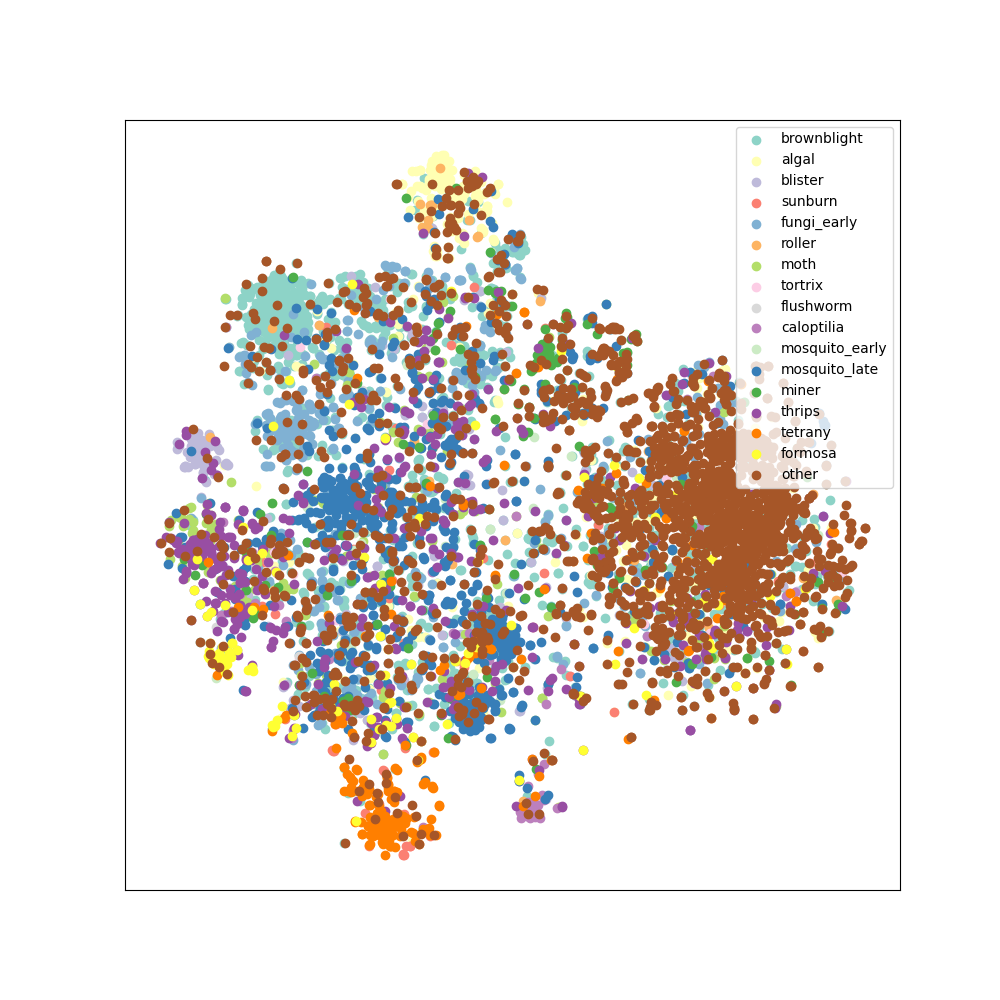 brownblight
algal
blister
sunburn
fungi_early
roller
moth
tortrix
flushworm
caloptilia
mosquito_early
mosquito_late
miner
thrips
tetrany
formosa
other